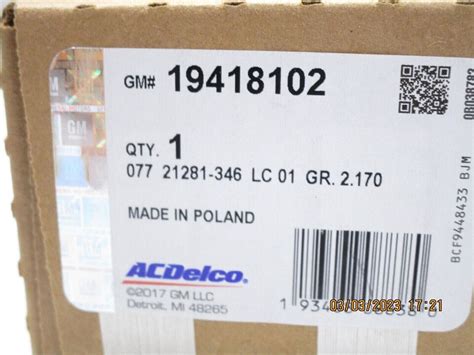 GM# 19418102
QTY. 1
077 21281-346 LC 01 GR. 2.170
MADE IN POLAND
ACDelco
©2017 GM LLC
Detroit, MI 48265
03/03/2023 17:21
BCF9448433 BJM
GM